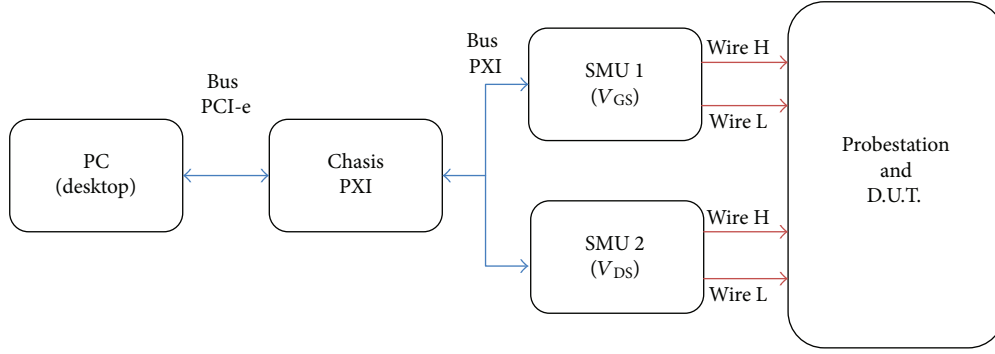 PC
(desktop)
Bus
PCI-e
Chasis
PXI
Bus
PXI
SMU 1
(VGS)
Wire H
Wire L
SMU 2
(VDS)
Wire H
Wire L
Probestation
and
D.U.T.